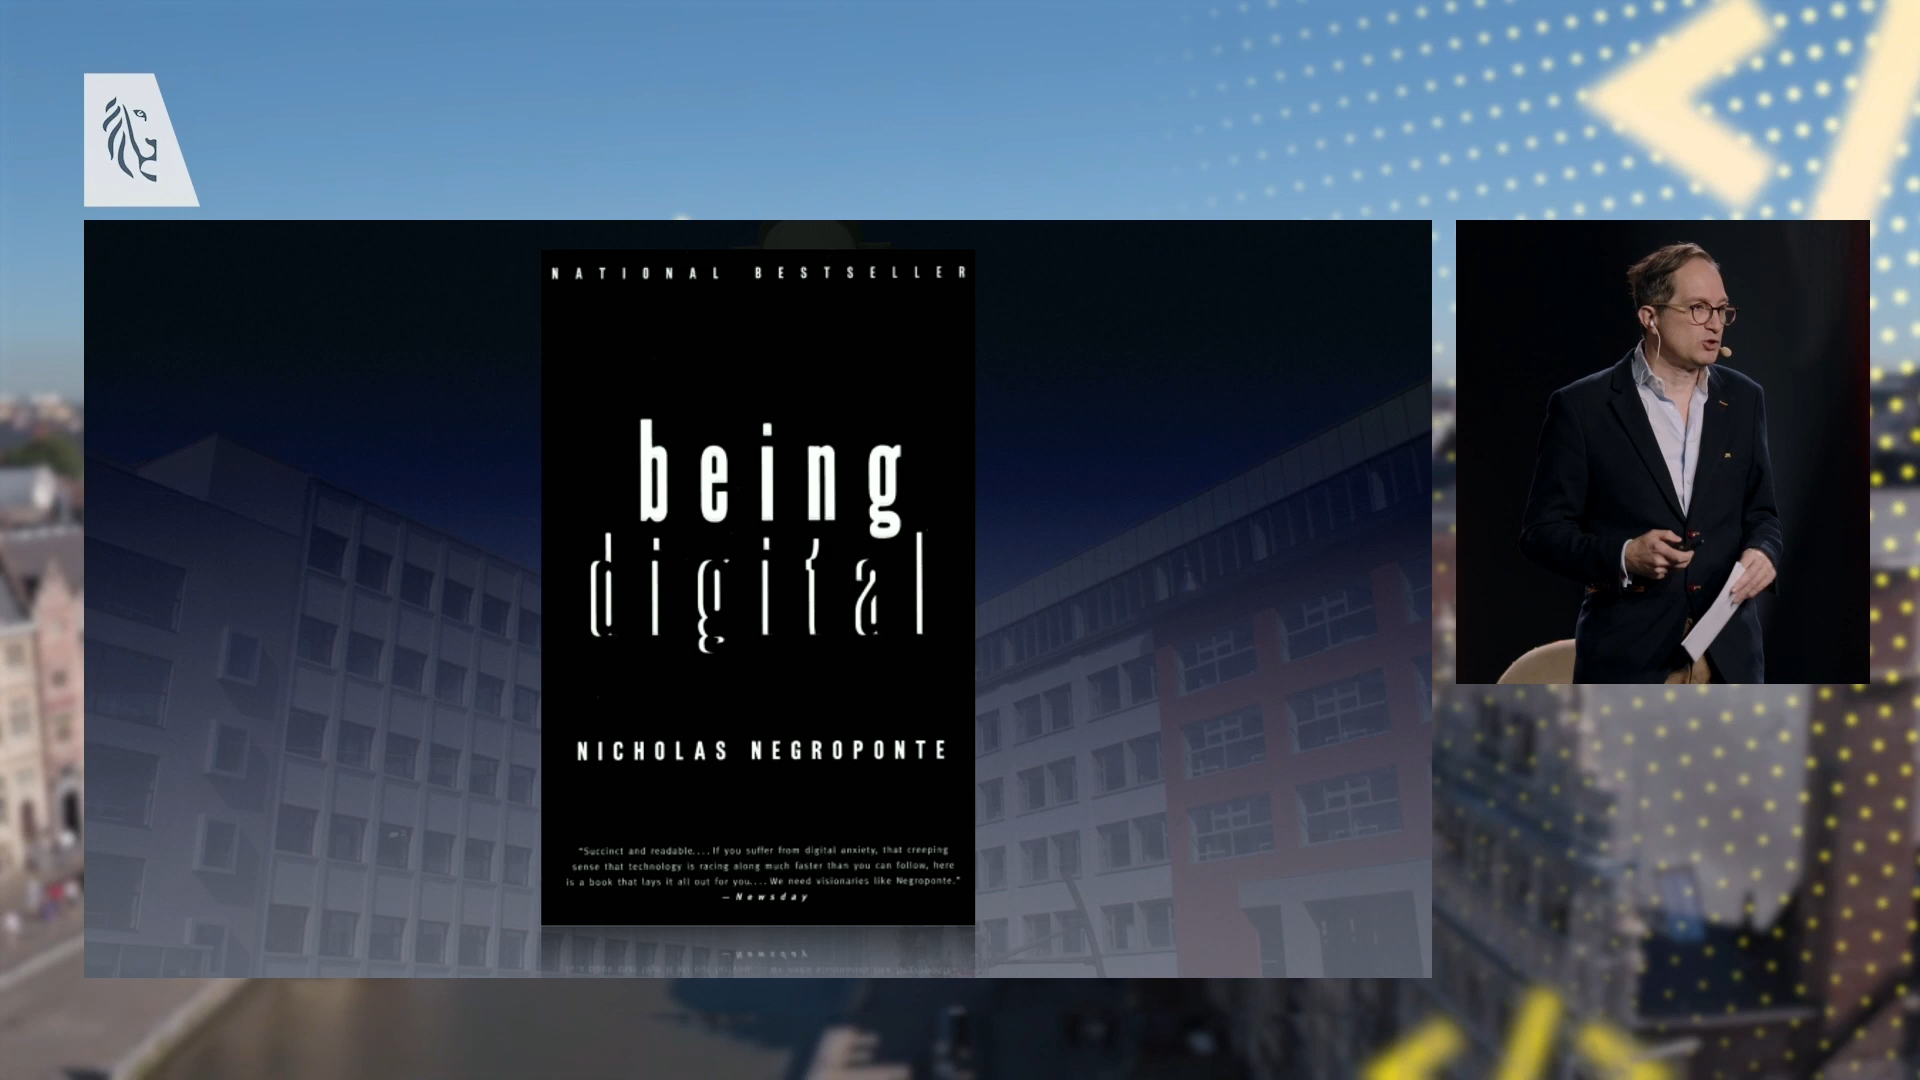 NATIONAL BESTSELLER
being
digital
NICHOLAS NEGROPONTE
"Succinct and readable.... If you suffer from digital anxiety, that creeping
sense that technology is racing along much faster than you can follow, here
is a book that lays it all out for you.... We need visionaries like Negroponte."
—Newsday